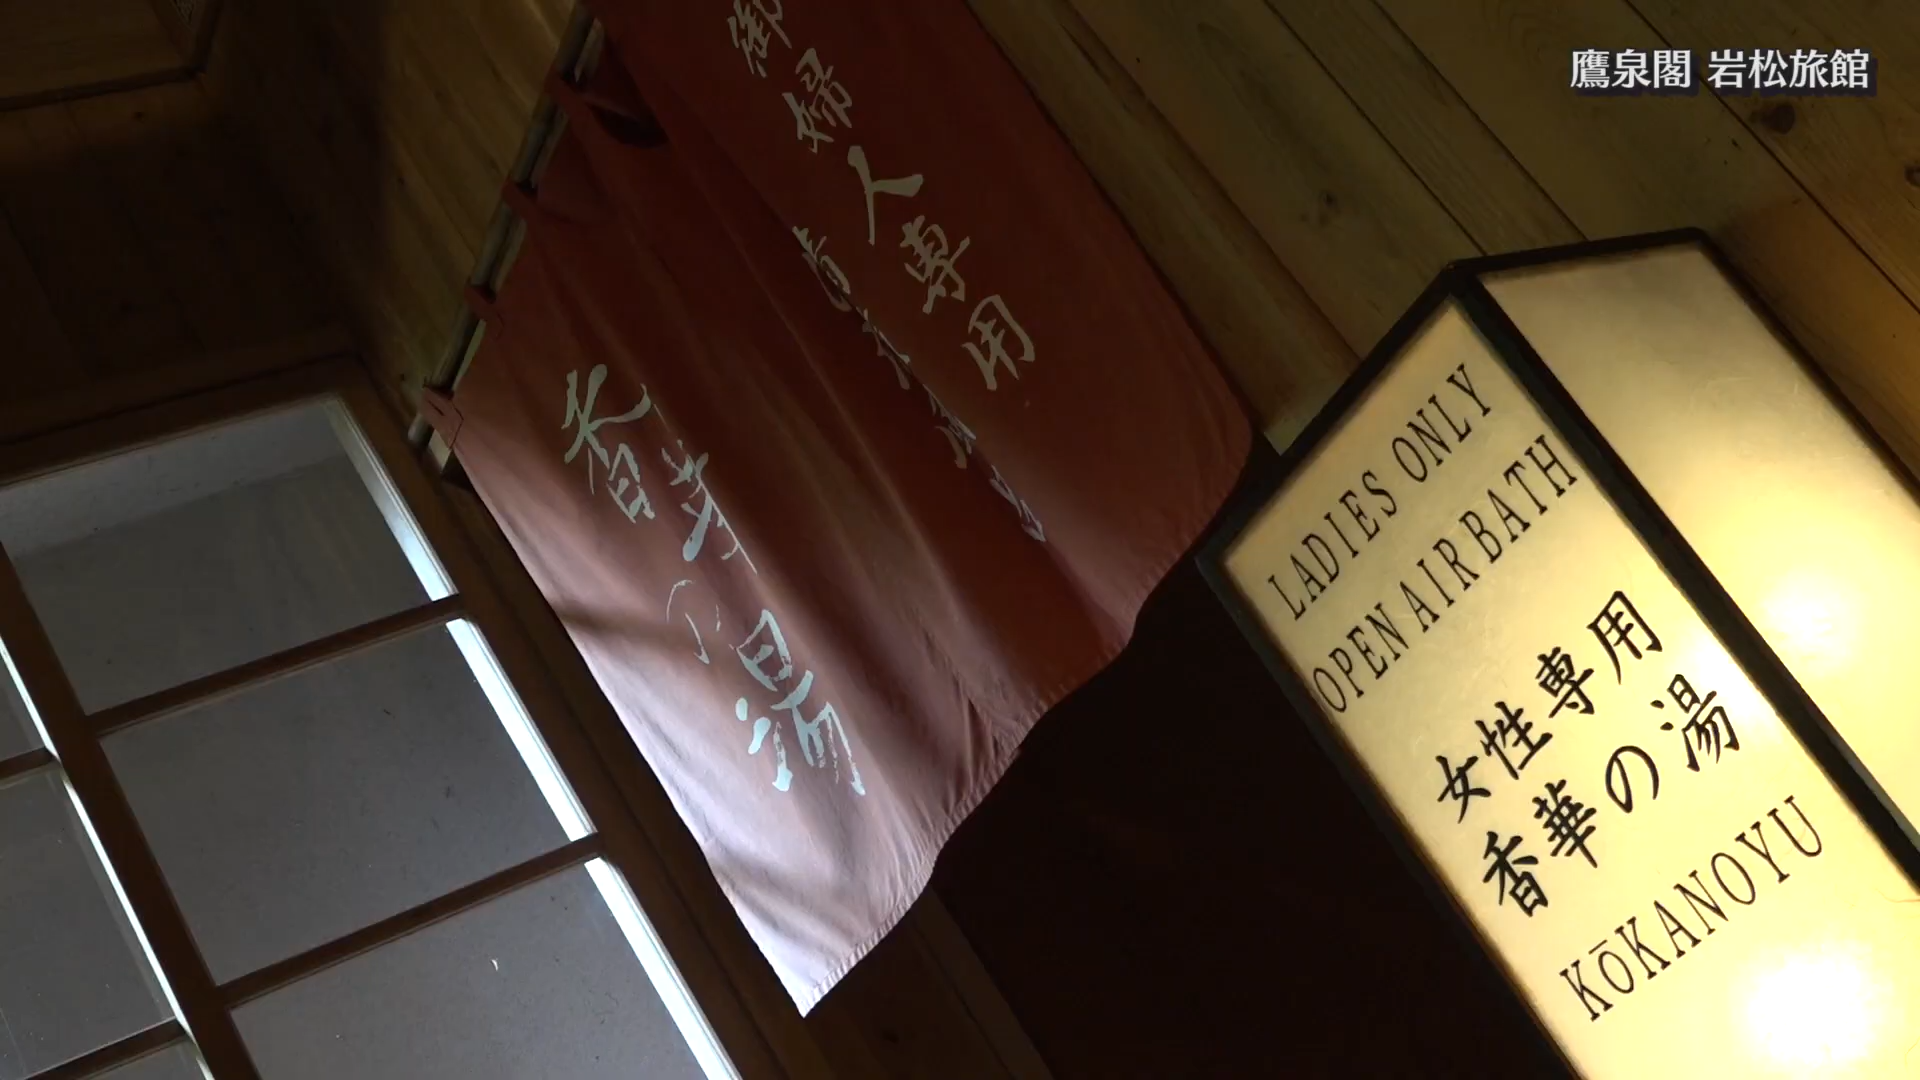 鷹泉閣 岩松旅館
御婦人専用
香華の湯
LADIES ONLY
OPEN AIR BATH
女性専用
香華の湯
KŌKANOYU